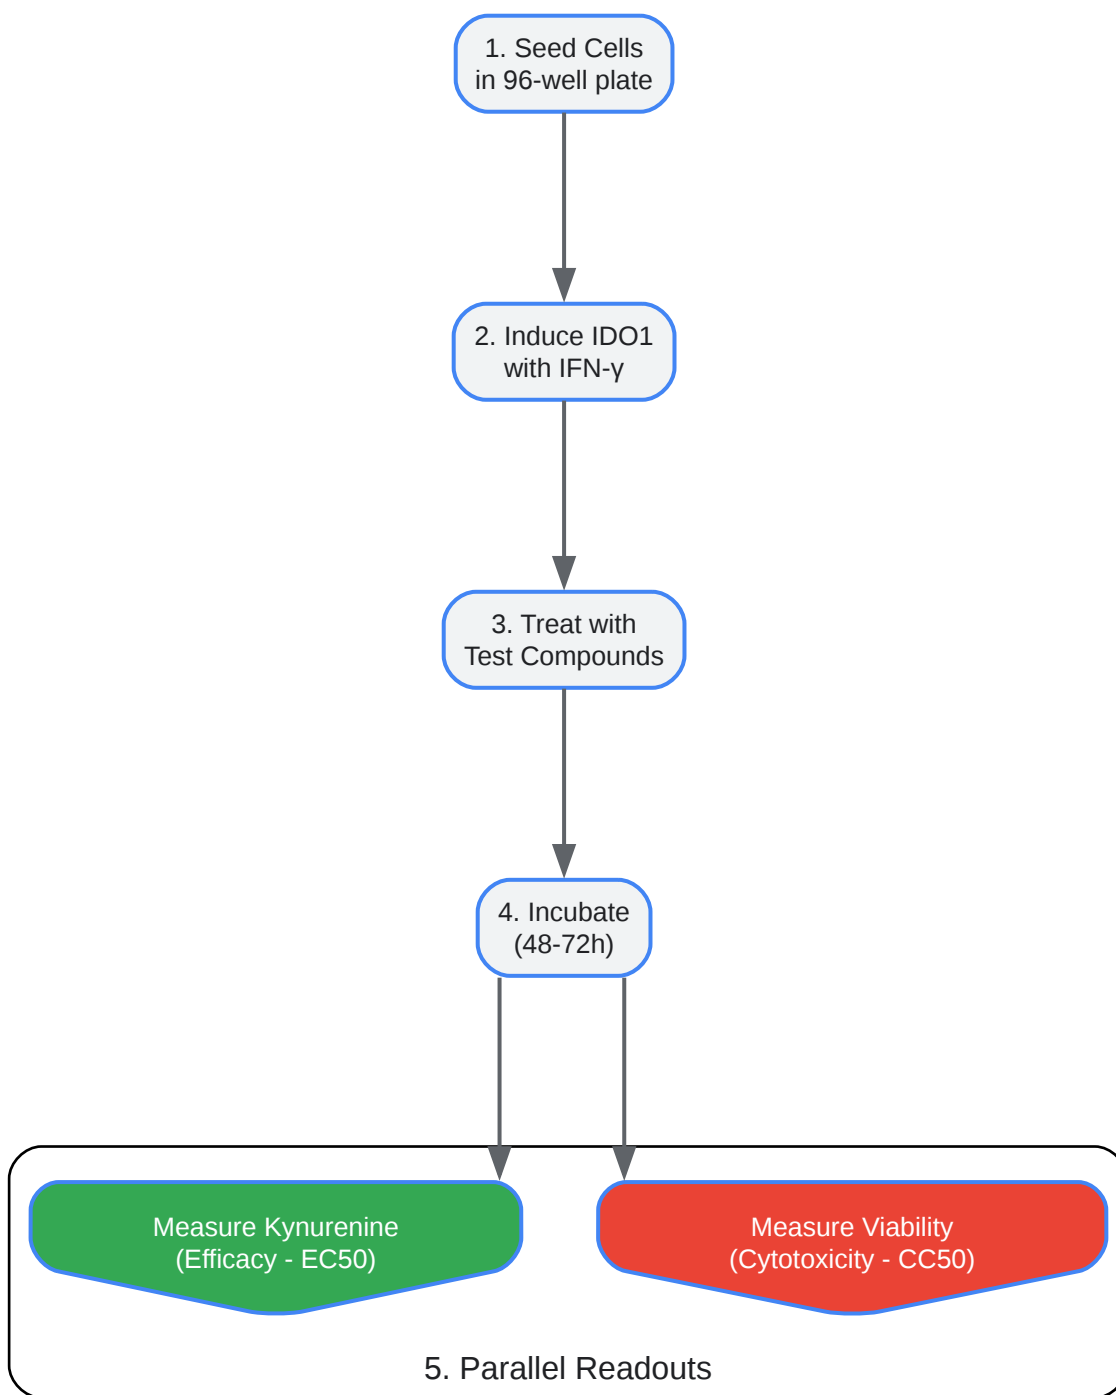 1. Seed Cells
in 96-well plate
2. Induce IDO1
with IFN-γ
3. Treat with
Test Compounds
4. Incubate
(48-72h)
Measure Kynurenine
(Efficacy - EC50)
Measure Viability
(Cytotoxicity - CC50)
5. Parallel Readouts